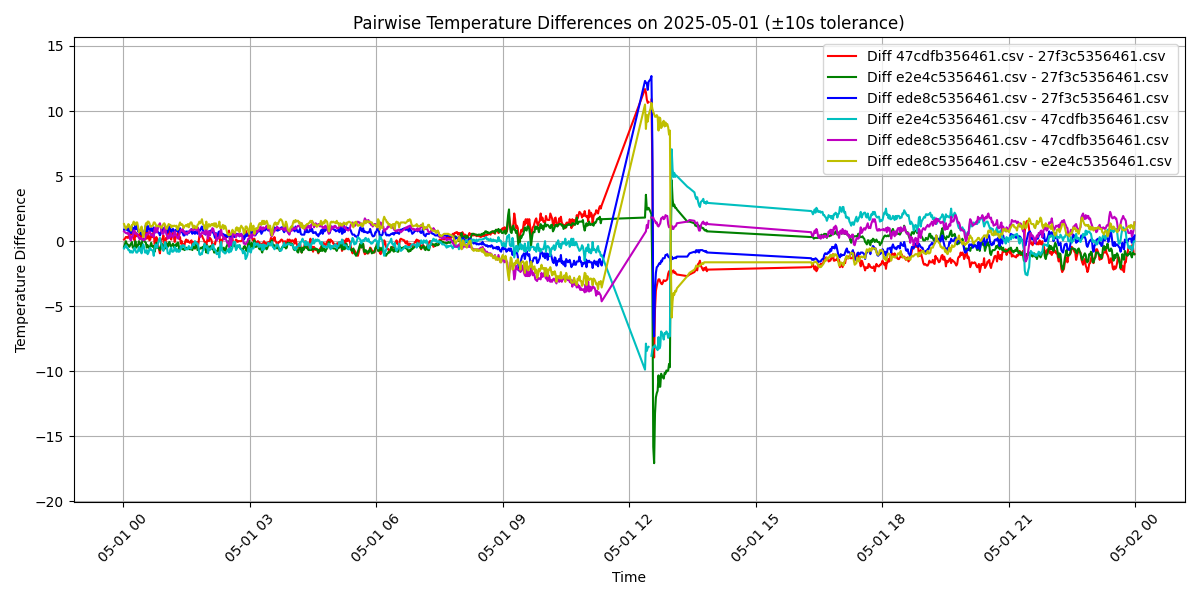 Pairwise Temperature Differences on 2025-05-01 (±10s tolerance)
Diff 47cdfb356461.csv - 27f3c5356461.csv
Diff e2e4c5356461.csv - 27f3c5356461.csv
Diff ede8c5356461.csv - 27f3c5356461.csv
Diff e2e4c5356461.csv - 47cdfb356461.csv
Diff ede8c5356461.csv - 47cdfb356461.csv
Diff ede8c5356461.csv - e2e4c5356461.csv
Temperature Difference
15
10
5
0
−5
−10
−15
−20
05-01 00
05-01 03
05-01 06
05-01 09
05-01 12
05-01 15
05-01 18
05-01 21
05-02 00
Time